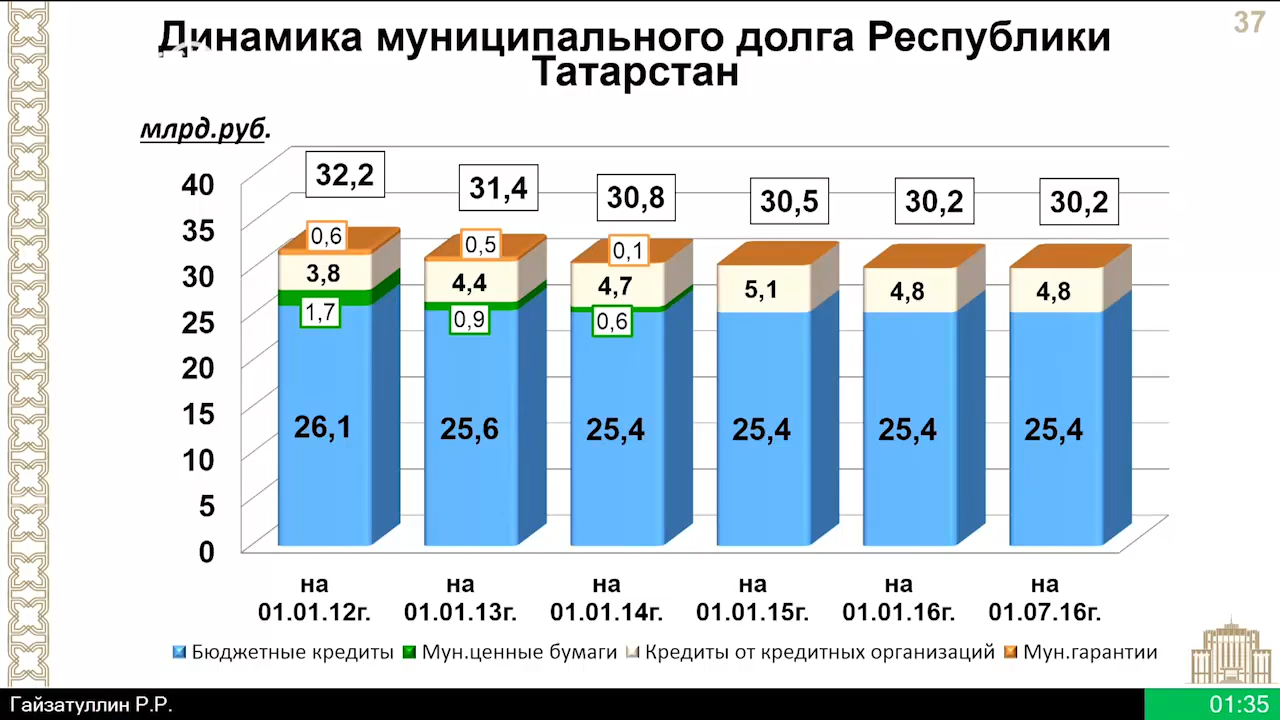 37
Динамика муниципального долга Республики
Татарстан
млрд.руб.
32,2
31,4
30,8
30,5
30,2
30,2
40
35
30
25
20
15
10
5
0
0,6
0,5
0,1
3,8
4,4
4,7
5,1
4,8
4,8
1,7
0,9
0,6
26,1
25,6
25,4
25,4
25,4
25,4
на
01.01.12г.
на
01.01.13г.
на
01.01.14г.
на
01.01.15г.
на
01.01.16г.
на
01.07.16г.
Бюджетные кредиты
Мун.ценные бумаги
Кредиты от кредитных организаций
Мун.гарантии
Гайзатуллин Р.Р.
01:35